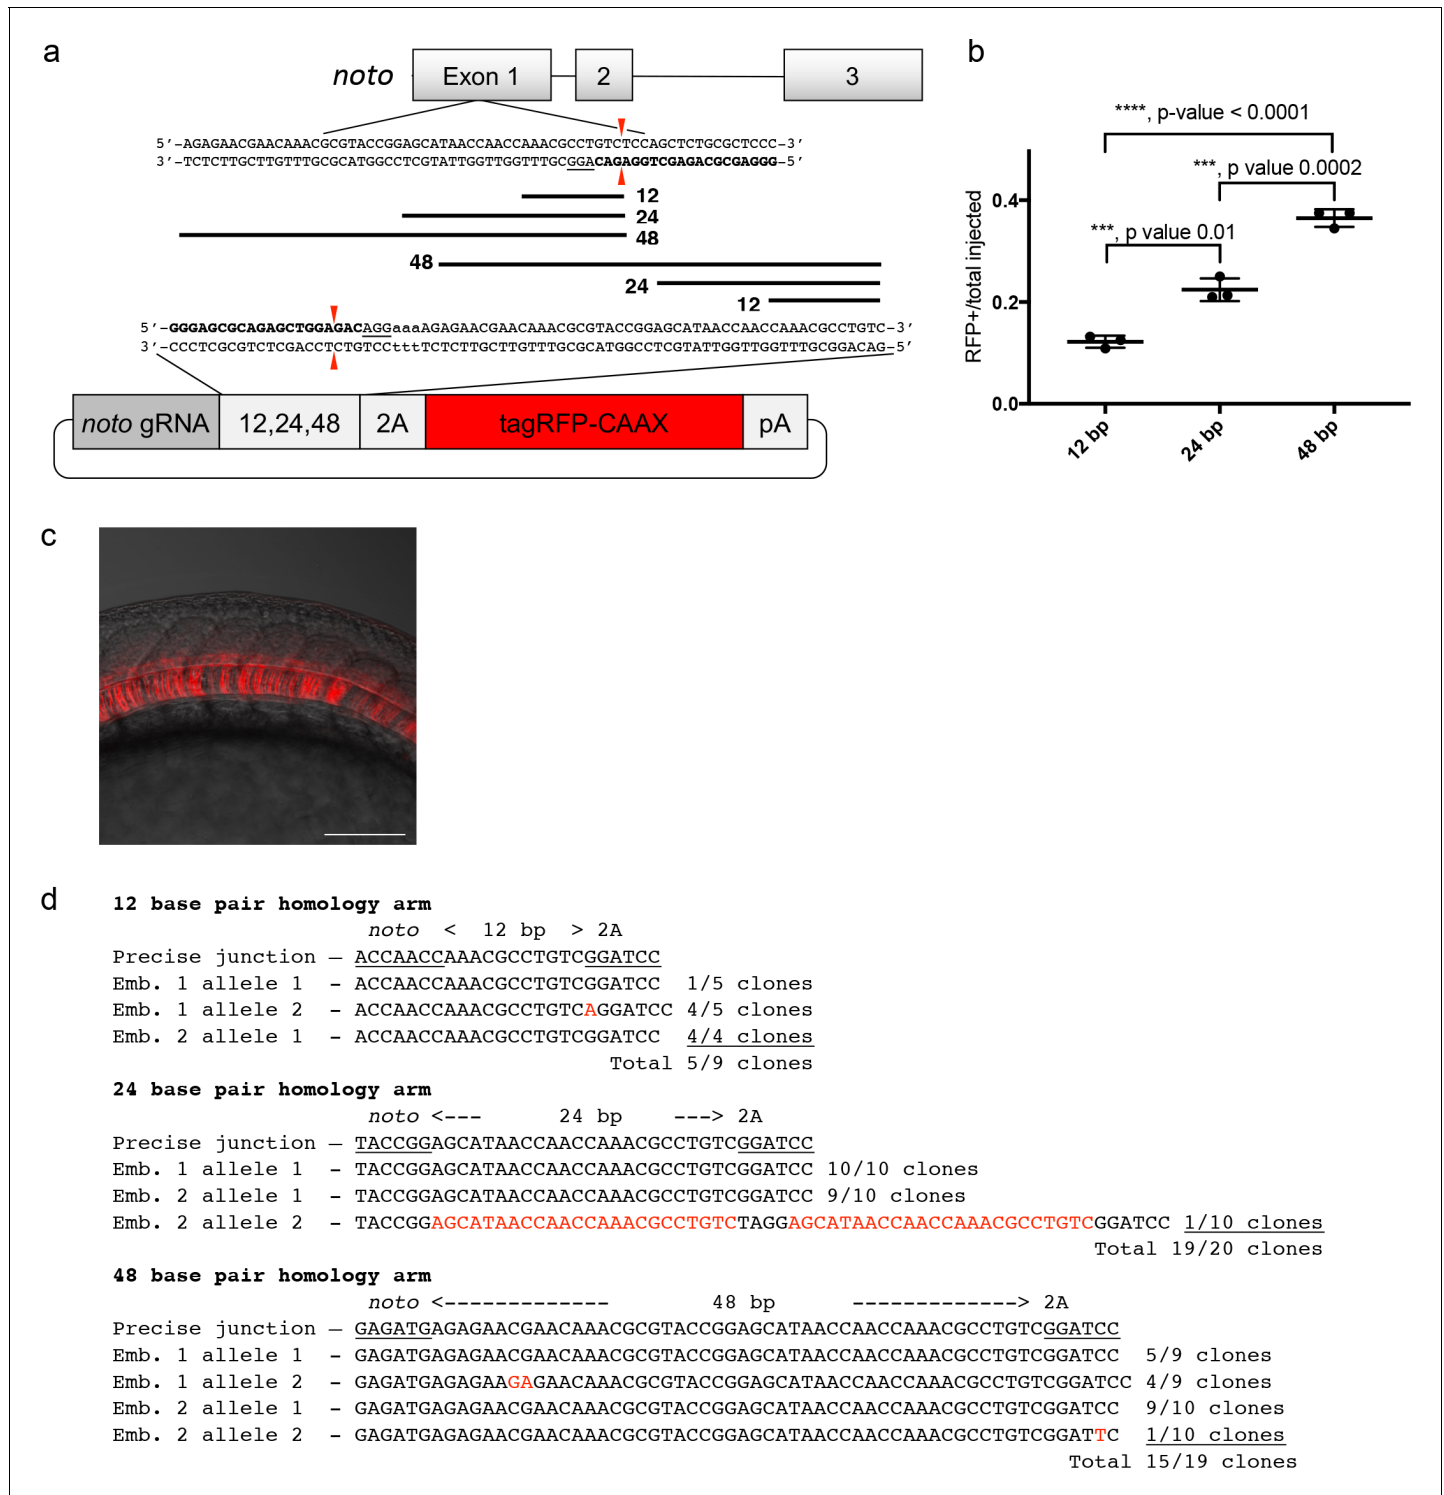 a
noto Exon 1 2 3
5’-AGAGAACGAACAAACGCGTACCGGAGCATAACCAACCAAACGCCTGTCTCCAGCTCTGCGCTCCC-3’
3’-TCTCTTGCTTGTTTGCGCATGGCCTCGTATTGGTTGGTTTGCGGACAGAGGTCGAGACGCGAGGG-5’
12
24
48
48
24
12
5’-GGGAGCGCAGAGCTGGAGACAGGaaaAGAGAACGAACAAACGCGTACCGGAGCATAACCAACCAAACGCCTGTC-3’
3’-CCCTCGCGTCTCGACCTCTGTCCtttTCTCTTGCTTGTTTGCGCATGGCCTCGTATTGGTTGGTTTGCGGACAG-5’
noto gRNA 12,24,48 2A tagRFP-CAAX pA
b
****, p-value < 0.0001
***, p value 0.0002
***, p value 0.01
RFP+/total injected
0.4
0.2
0.0
12 bp
24 bp
48 bp
c
d
12 base pair homology arm
noto < 12 bp > 2A
Precise junction – ACCAACCAAACGCCTGTCGGATCC
Emb. 1 allele 1 - ACCAACCAAACGCCTGTCGGATCC 1/5 clones
Emb. 1 allele 2 - ACCAACCAAACGCCTGTCAGGATCC 4/5 clones
Emb. 2 allele 1 - ACCAACCAAACGCCTGTCGGATCC 4/4 clones
Total 5/9 clones
24 base pair homology arm
noto <--- 24 bp ---> 2A
Precise junction – TACCGGAGCATAACCAACCAAACGCCTGTCGGATCC
Emb. 1 allele 1 - TACCGGAGCATAACCAACCAAACGCCTGTCGGATCC 10/10 clones
Emb. 2 allele 1 - TACCGGAGCATAACCAACCAAACGCCTGTCGGATCC 9/10 clones
Emb. 2 allele 2 - TACCGGAGCATAACCAACCAAACGCCTGTCTAGGAGCATAACCAACCAAACGCCTGTCGGATCC 1/10 clones
Total 19/20 clones
48 base pair homology arm
noto <------------- 48 bp -------------> 2A
Precise junction – GAGATGAGAGAACGAACAAACGCGTACCGGAGCATAACCAACCAAACGCCTGTCGGATCC
Emb. 1 allele 1 - GAGATGAGAGAACGAACAAACGCGTACCGGAGCATAACCAACCAAACGCCTGTCGGATCC 5/9 clones
Emb. 1 allele 2 - GAGATGAGAGAAGAGAACAAACGCGTACCGGAGCATAACCAACCAAACGCCTGTCGGATCC 4/9 clones
Emb. 2 allele 1 - GAGATGAGAGAACGAACAAACGCGTACCGGAGCATAACCAACCAAACGCCTGTCGGATCC 9/10 clones
Emb. 2 allele 2 - GAGATGAGAGAACGAACAAACGCGTACCGGAGCATAACCAACCAAACGCCTGTCGGATTC 1/10 clones
Total 15/19 clones